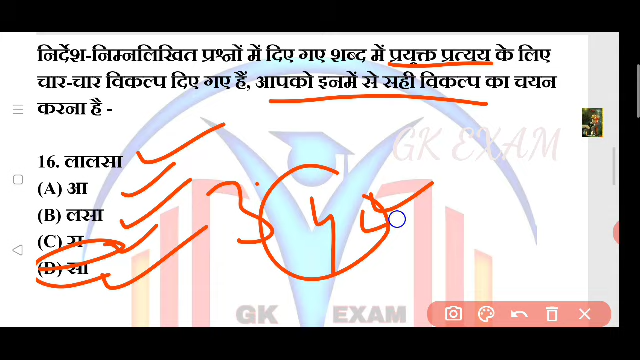 निर्देश-निम्नलिखित प्रश्नों में दिए गए शब्द में प्रयुक्त प्रत्यय के लिए
चार-चार विकल्प दिए गए हैं, आपको इनमें से सही विकल्प का चयन
करना है -
GK EXAM
16. लालसा
(A) आ
(B) लसा
(C) स
(D) सा
GK EXAM